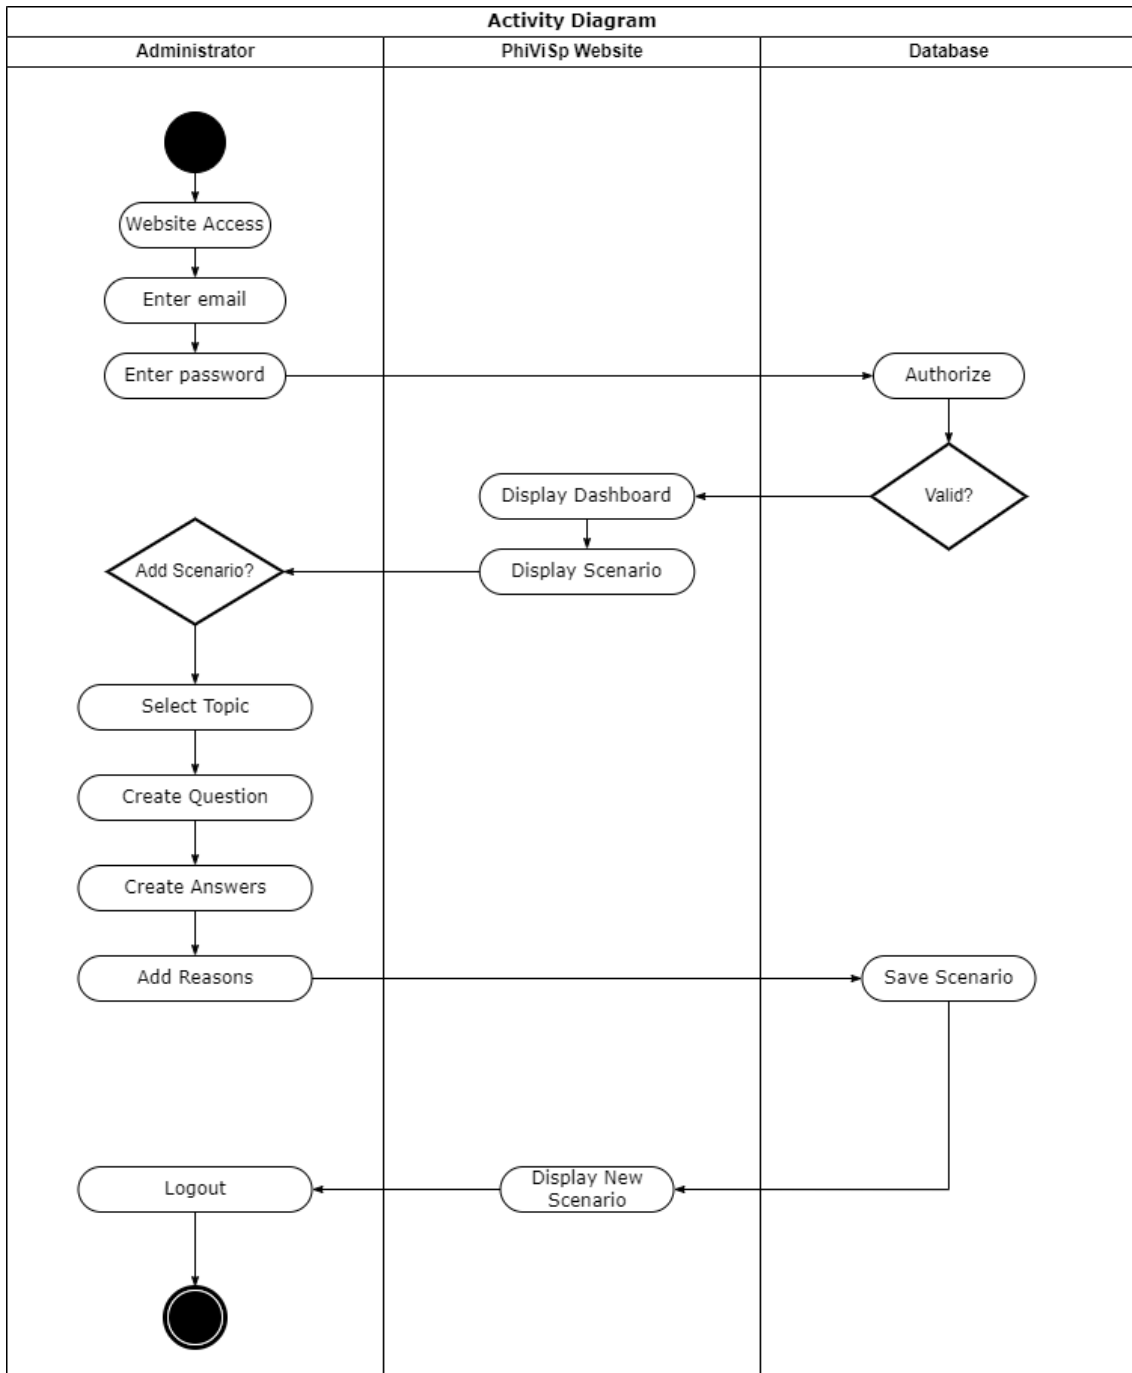 Activity Diagram
Administrator
PhiViSp Website
Database
Website Access
Enter email
Enter password
Authorize
Valid?
Display Dashboard
Display Scenario
Add Scenario?
Select Topic
Create Question
Create Answers
Add Reasons
Save Scenario
Display New
Scenario
Logout